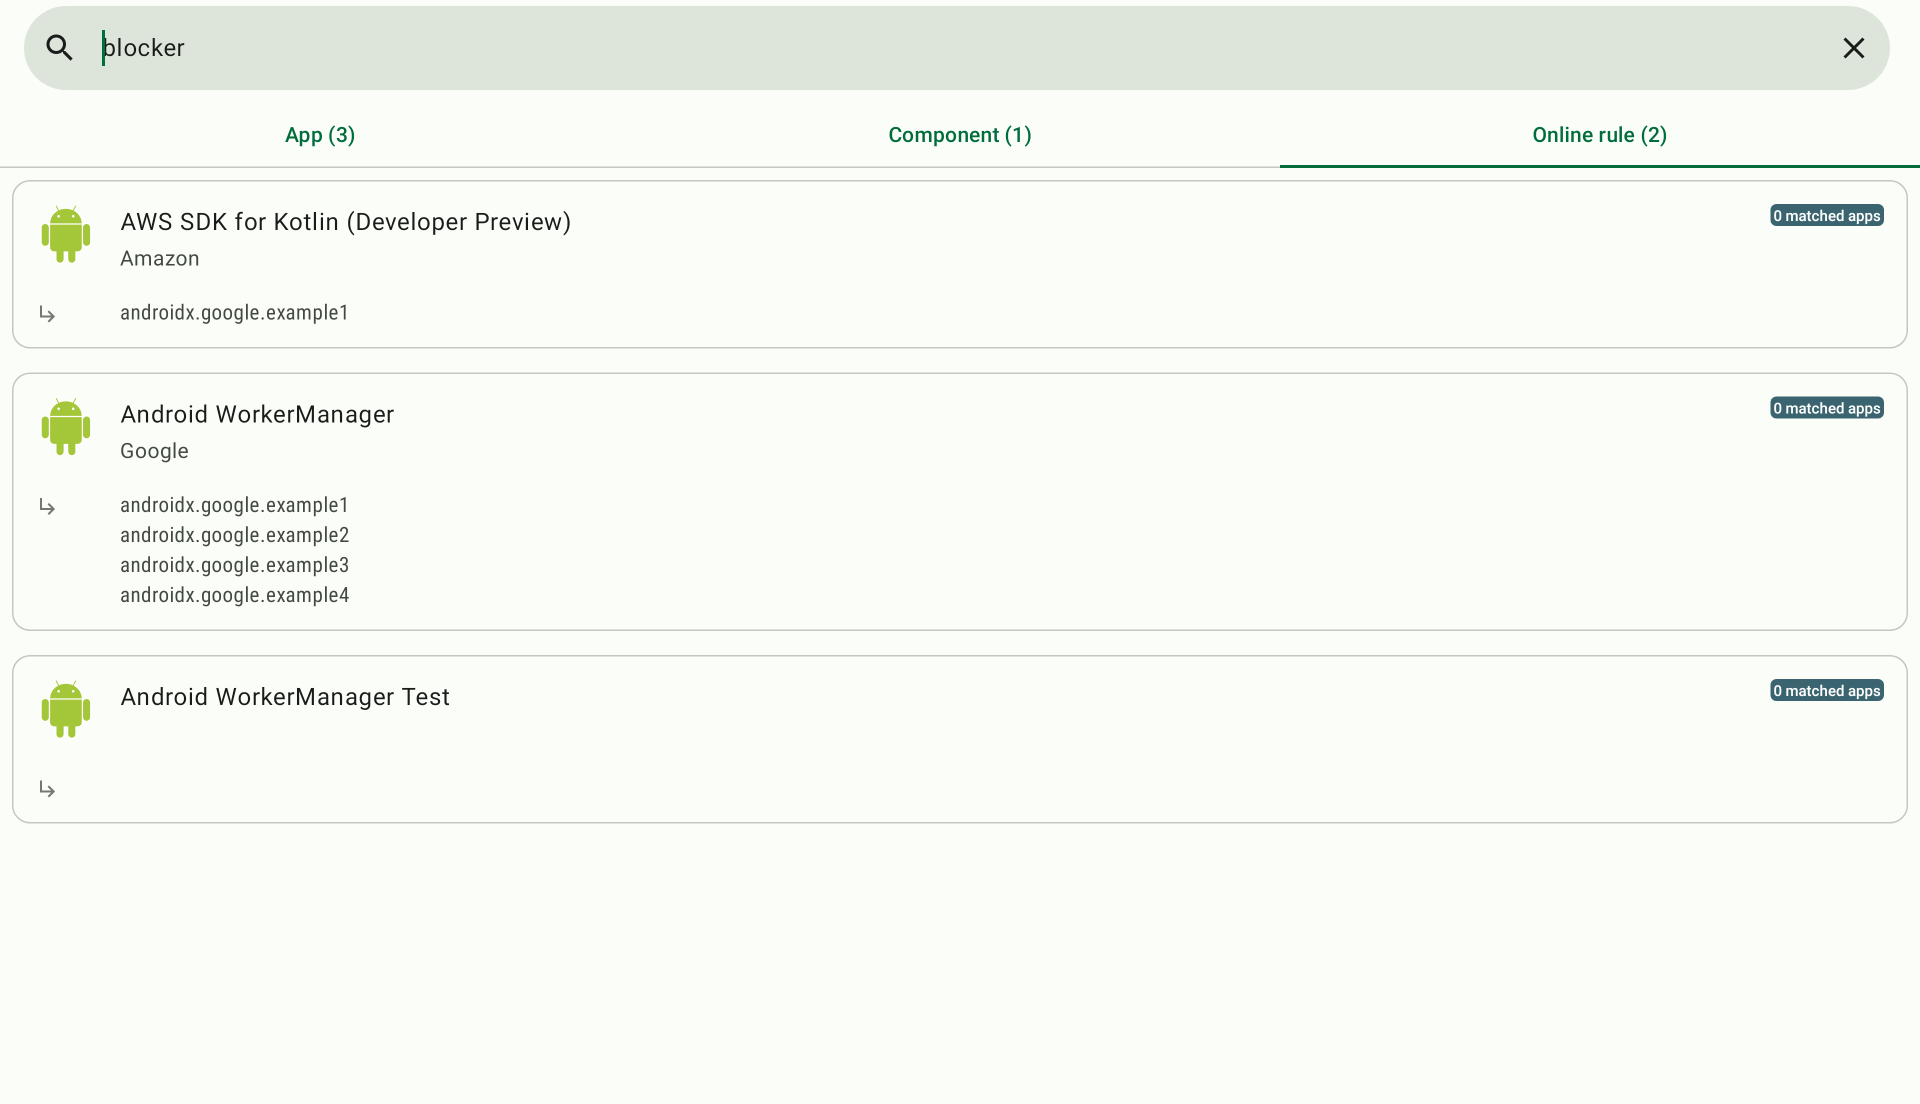 blocker
App (3)
Component (1)
Online rule (2)
AWS SDK for Kotlin (Developer Preview)
0 matched apps
Amazon
androidx.google.example1
Android WorkerManager
0 matched apps
Google
androidx.google.example1
androidx.google.example2
androidx.google.example3
androidx.google.example4
Android WorkerManager Test
0 matched apps